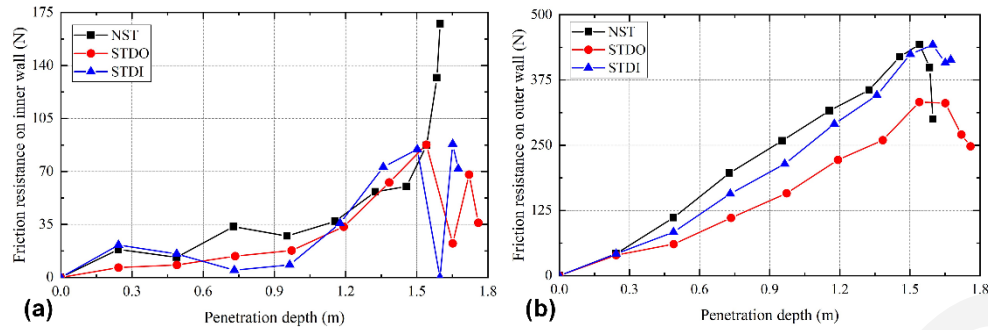 Friction resistance on inner wall (N)
175
140
105
70
35
0
NST
STDO
STDI
0.0 0.3 0.6 0.9 1.2 1.5 1.8
(a)
Penetration depth (m)
Friction resistance on outer wall (N)
500
375
250
125
0
NST
STDO
STDI
0.0 0.3 0.6 0.9 1.2 1.5 1.8
(b)
Penetration depth (m)